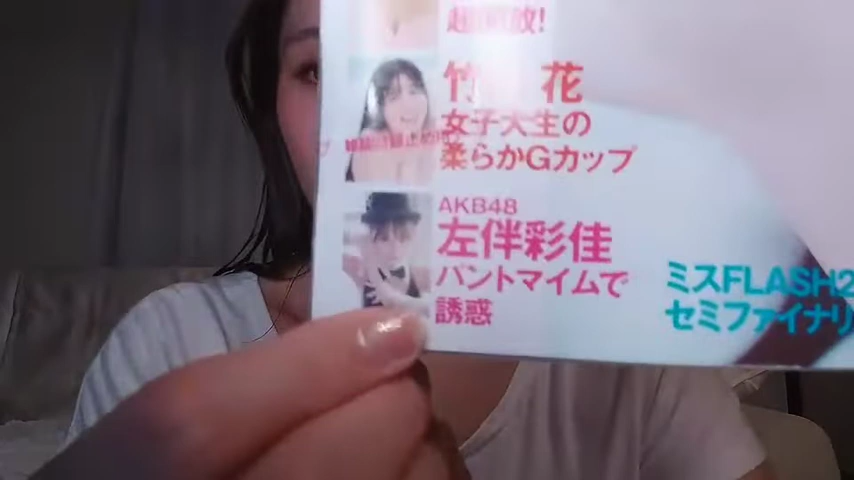 超 放!
竹 花
女子大生の
柔らかGカップ
AKB48
左伴彩佳
パントマイムで
誘惑
ミスFLASH2
セミファイナリ